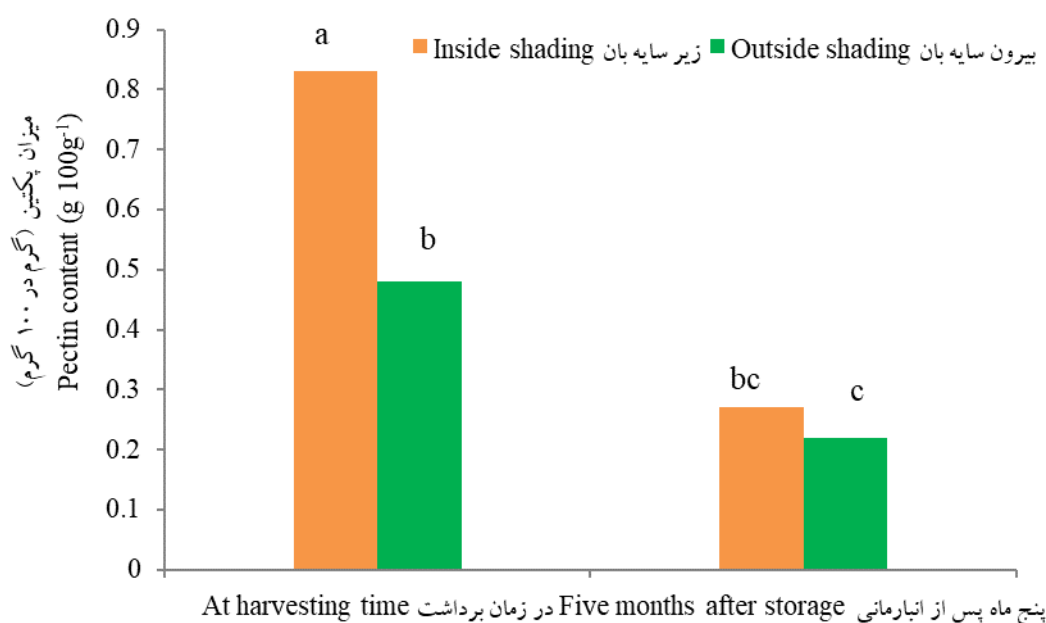 میزان پکتین (گرم در ۱۰۰ گرم)
Pectin content (g 100g-1)
0.9
0.8
0.7
0.6
0.5
0.4
0.3
0.2
0.1
0
Inside shading زیر سایه بان
Outside shading بیرون سایه بان
a
b
bc
c
At harvesting time در زمان برداشت
Five months after storage پنج ماه پس از انبارمانی